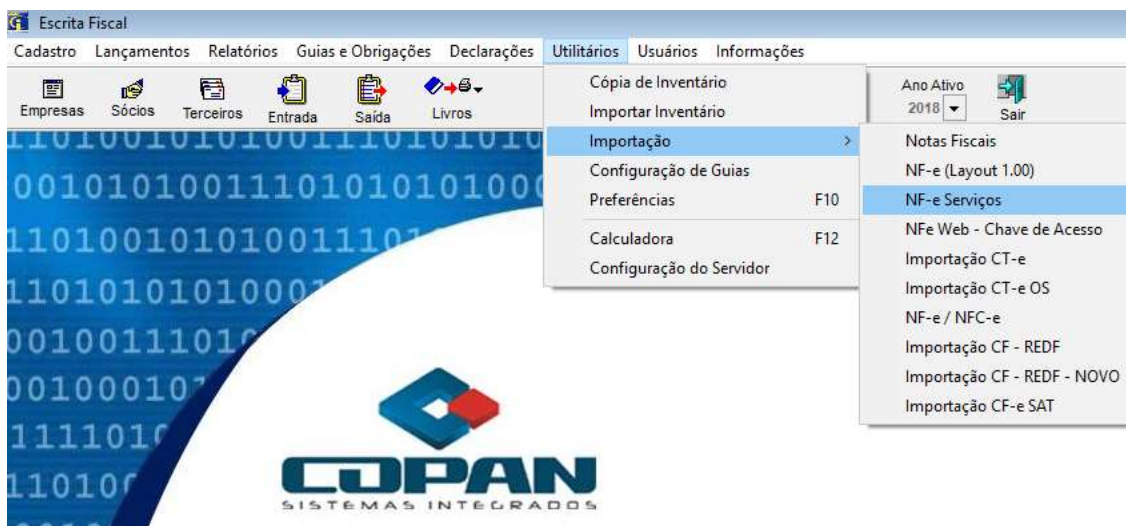 Escrita Fiscal
Cadastro Lançamentos Relatórios Guias e Obrigações Declarações Utilitários Usuários Informações
Empresas Sócios Terceiros Entrada Saída Livros
Ano Ativo
2018
Sair
Cópia de Inventário
Importar Inventário
Importação >
Configuração de Guias
Preferências F10
Calculadora F12
Configuração do Servidor
Notas Fiscais
NF-e (Layout 1.00)
NF-e Serviços
NFe Web - Chave de Acesso
Importação CT-e
Importação CT-e OS
NF-e / NFC-e
Importação CF - REDF
Importação CF - REDF - NOVO
Importação CF-e SAT
COPAN
SISTEMAS INTEGRADOS